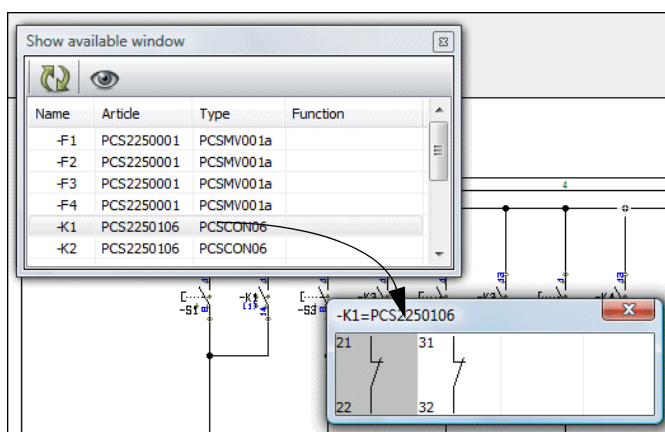 Show available window
Name Article Type Function
-F1 PCS2250001 PCSMV001a
-F2 PCS2250001 PCSMV001a
-F3 PCS2250001 PCSMV001a
-F4 PCS2250001 PCSMV001a
-K1 PCS2250106 PCSCON06
-K2 PCS2250106 PCSCON06
4
-S1 -S3
-K1=PCS2250106
21 31
22 32